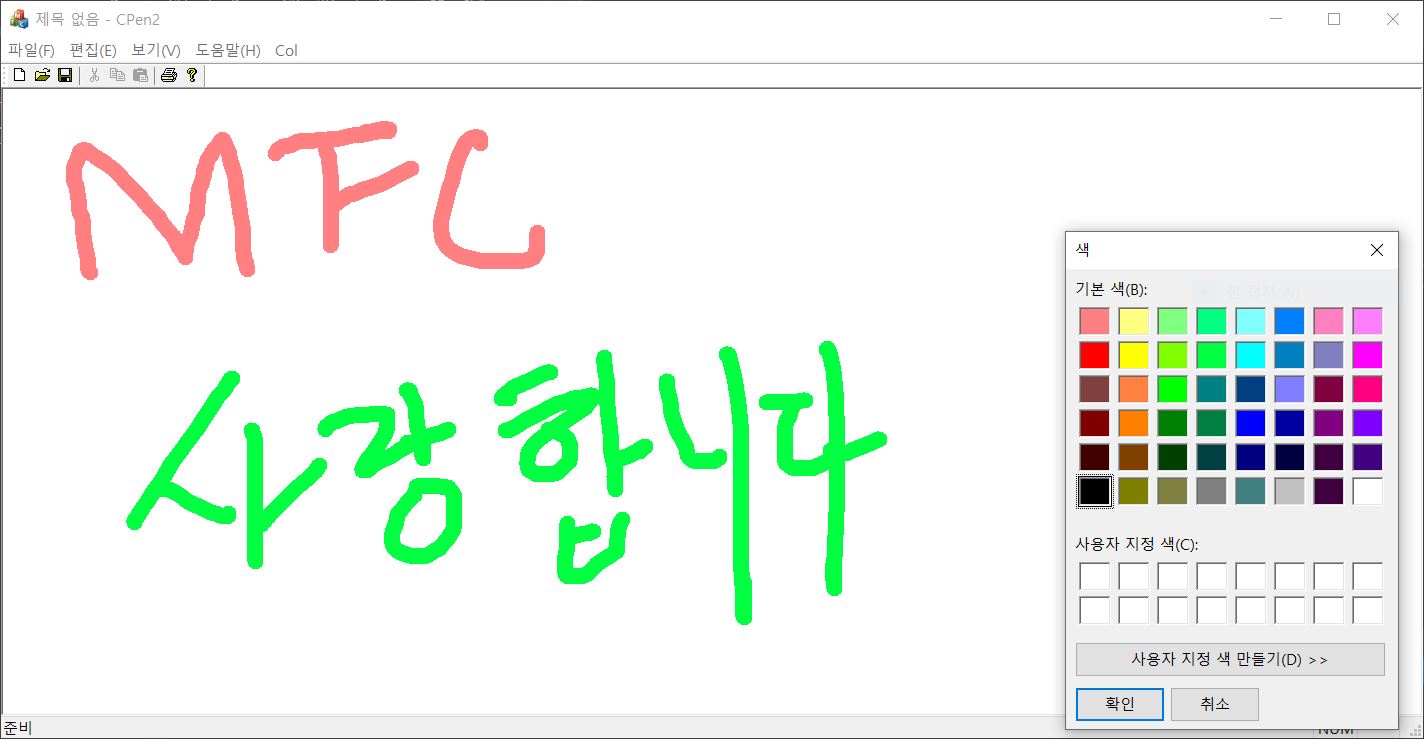 제목 없음 - CPen2
파일(F) 편집(E) 보기(V) 도움말(H) Col
MFC
사랑합니다
색
기본 색(B):
사용자 지정 색(C):
사용자 지정 색 만들기(D) >>
확인 취소
준비
NUM